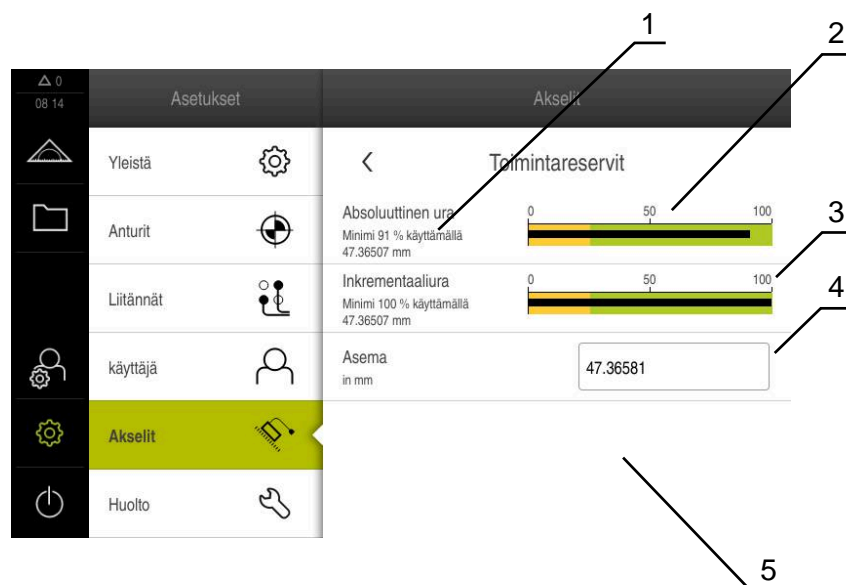 1
2
0
08 14
Asetukset
Akselit
Yleistä
Toimintareservit
Absoluuttinen ura
Minimi 91 % käyttämällä
47.36507 mm
0 50 100
Anturit
3
Inkrementaaliura
Minimi 100 % käyttämällä
47.36507 mm
0 50 100
Liitännät
4
Asema
in mm
47.36581
käyttäjä
Akselit
Huolto
5